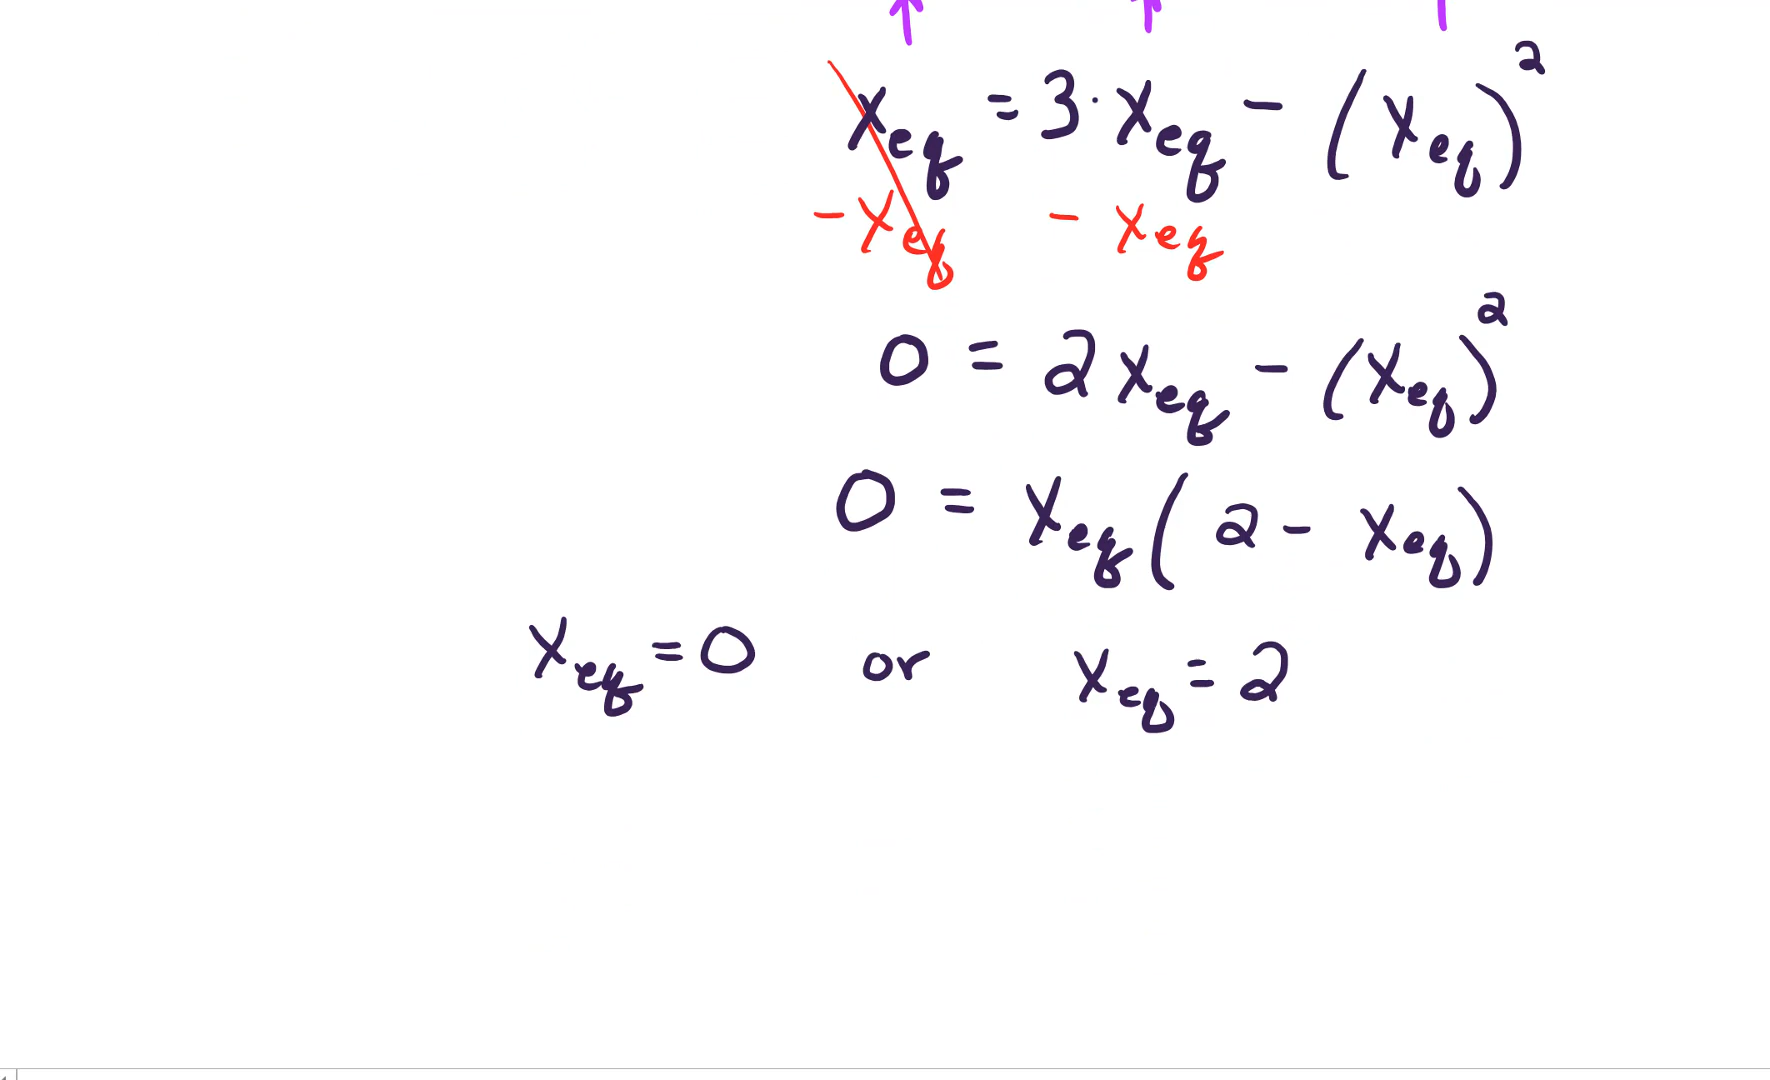 x_eq = 3 · x_eq - (x_eq)^2
- x_eq - x_eq
0 = 2x_eq - (x_eq)^2
0 = x_eq (2 - x_eq)
x_eq = 0 or x_eq = 2